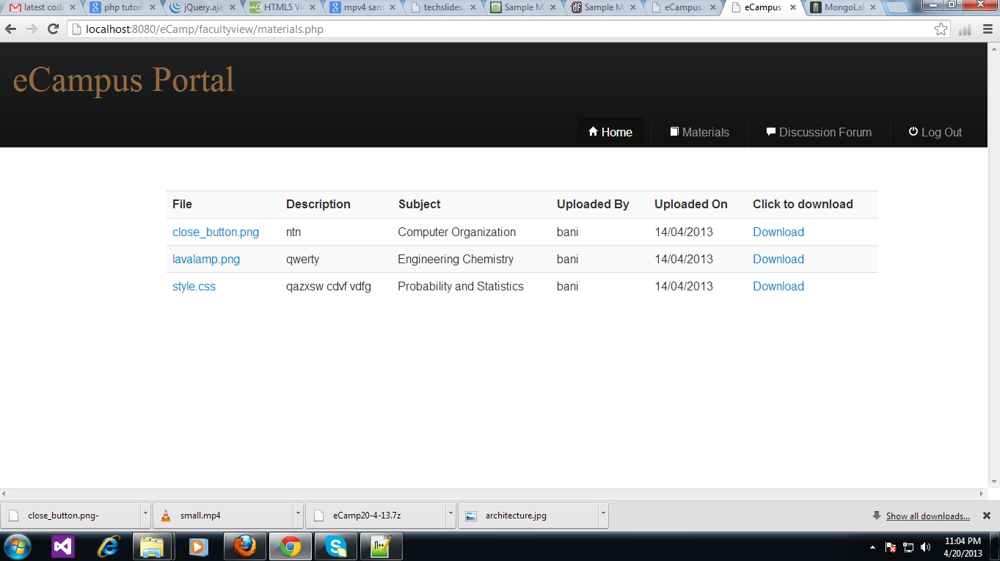 latest code php tutori jQuery.aja HTML5 Vi mpv4 sam techslides. Sample M Sample M eCampus eCampus MongoLa
localhost:8080/eCamp/facultyview/materials.php
eCampus Portal
Home Materials Discussion Forum Log Out
File Description Subject Uploaded By Uploaded On Click to download
close_button.png ntn Computer Organization bani 14/04/2013 Download
lavalamp.png qwerty Engineering Chemistry bani 14/04/2013 Download
style.css qazxsw cdvf vdfg Probability and Statistics bani 14/04/2013 Download
close_button.png- small.mp4 eCamp20-4-13.7z architecture.jpg Show all downloads...
11:04 PM
4/20/2013